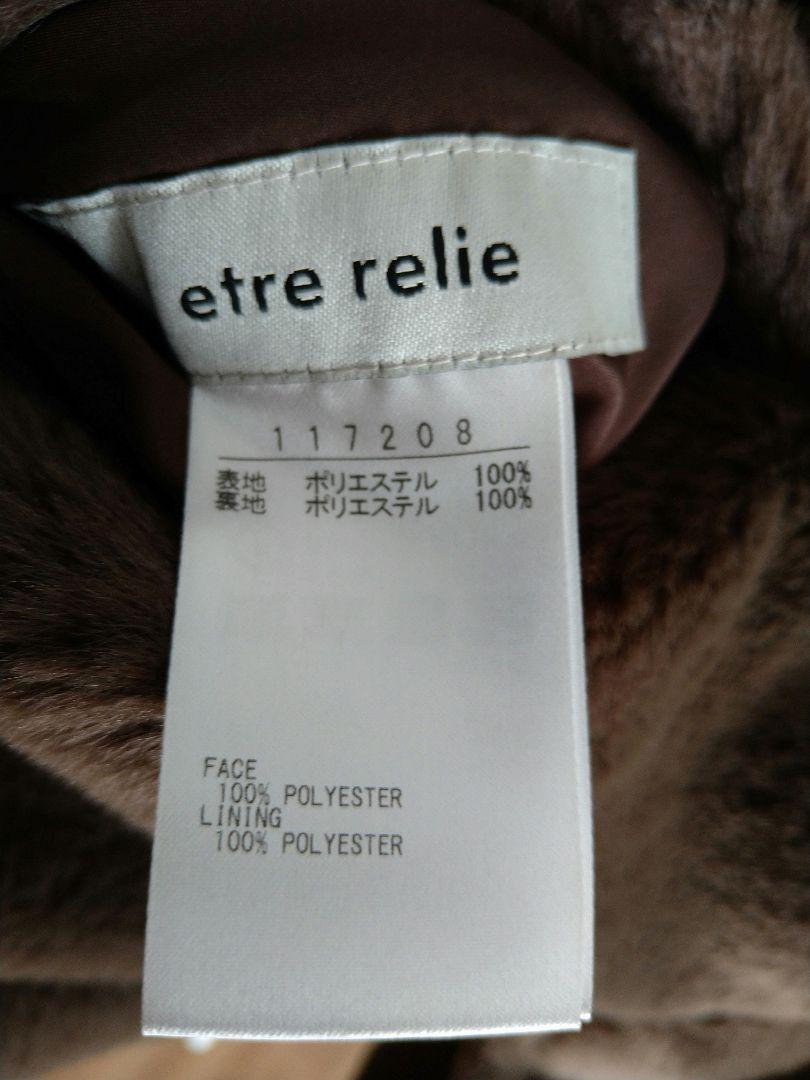 etre relie
117208
表地 ポリエステル 100%
裏地 ポリエステル 100%
FACE
100% POLYESTER
LINING
100% POLYESTER